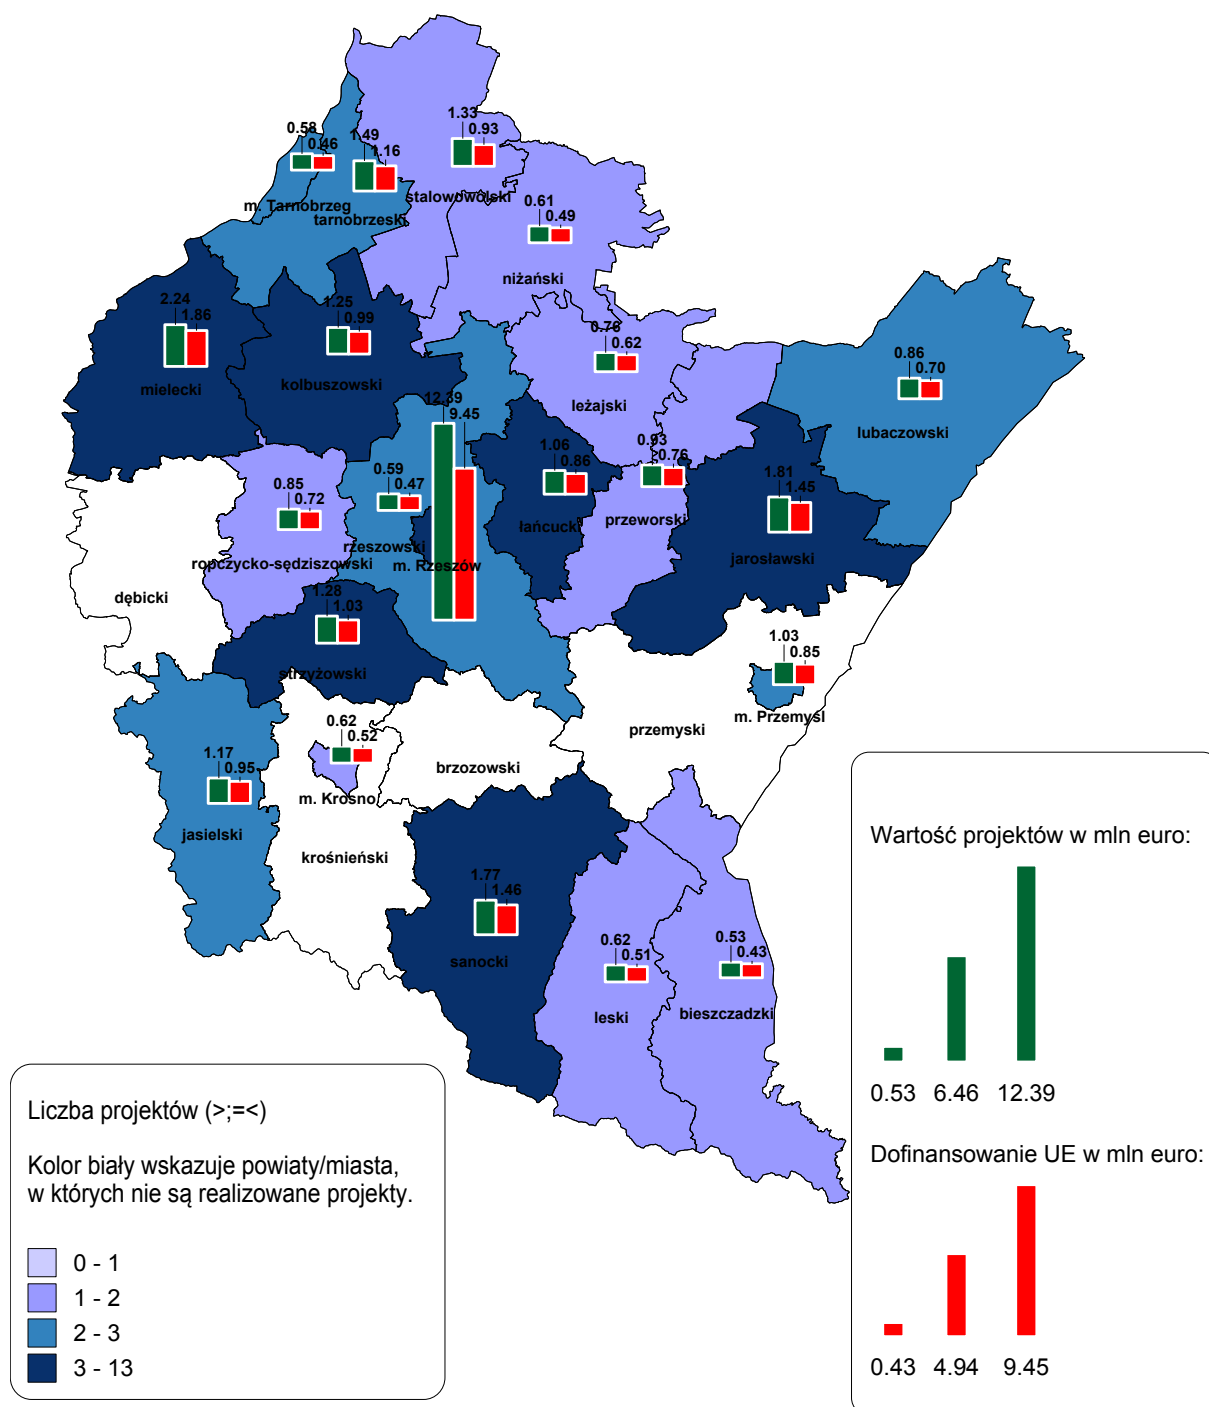 1.33
0.93
0.58
0.46
1.49
1.16
m. Tarnobrzeg
tarnobrzeski
stalowowolski
0.61
0.49
niżański
2.24
1.86
mielecki
1.25
0.99
kolbuszowski
0.76
0.62
leżajski
0.86
0.70
lubaczowski
12.39
9.45
0.59
0.47
rzeszowski
m. Rzeszów
1.06
0.86
łańcucki
0.93
0.76
przeworski
1.81
1.45
jarosławski
0.85
0.72
ropczycko-sędziszowski
dębicki
1.28
1.03
strzyżowski
1.03
0.85
m. Przemyśl
przemyski
0.62
0.52
m. Krosno
brzozowski
1.17
0.95
jasielski
krośnieński
1.77
1.46
sanocki
0.62
0.51
leski
0.53
0.43
bieszczadzki
Wartość projektów w mln euro:
0.53 6.46 12.39
Dofinansowanie UE w mln euro:
0.43 4.94 9.45
Liczba projektów (>;=<)
Kolor biały wskazuje powiaty/miasta,
w których nie są realizowane projekty.
0 - 1
1 - 2
2 - 3
3 - 13